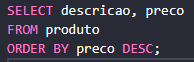 SELECT descricao, preco
FROM produto
ORDER BY preco DESC;